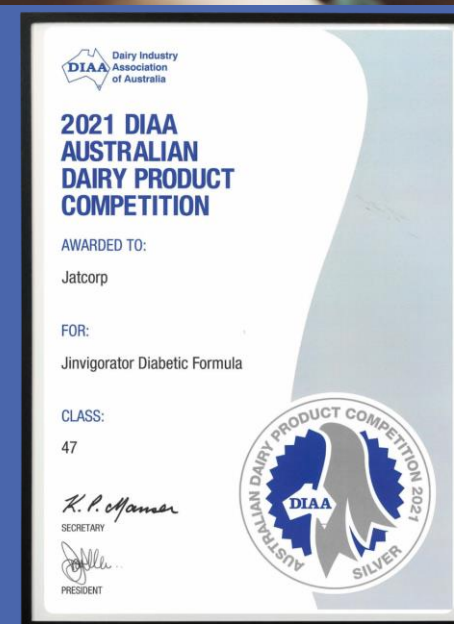 DIAA
Dairy Industry
Association
of Australia
2021 DIAA
AUSTRALIAN
DAIRY PRODUCT
COMPETITION
AWARDED TO:
Jatcorp
FOR:
Jinvigorator Diabetic Formula
CLASS:
47
K. P. Manser
SECRETARY
PRESIDENT
AUSTRALIAN DAIRY PRODUCT COMPETITION 2021
DIAA
SILVER